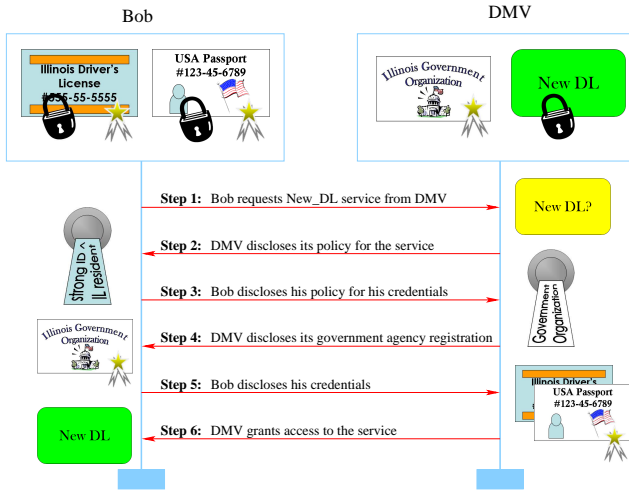 Bob
DMV
Illinois Driver's
License
#555-55-5555
USA Passport
#123-45-6789
Illinois Government
Organization
New DL
Step 1: Bob requests New_DL service from DMV
New DL?
Step 2: DMV discloses its policy for the service
strong ID ^
IL resident
Step 3: Bob discloses his policy for his credentials
Government
Organization
Illinois Government
Organization
Step 4: DMV discloses its government agency registration
Step 5: Bob discloses his credentials
Illinois Driver's
USA Passport
#123-45-6789
New DL
Step 6: DMV grants access to the service